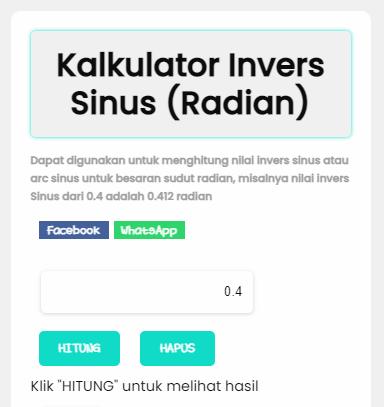 Kalkulator Invers
Sinus (Radian)
Dapat digunakan untuk menghitung nilai invers sinus atau
arc sinus untuk besaran sudut radian, misalnya nilai invers
Sinus dari 0.4 adalah 0.412 radian
Facebook WhatsApp
0.4
HITUNG HAPUS
Klik "HITUNG" untuk melihat hasil